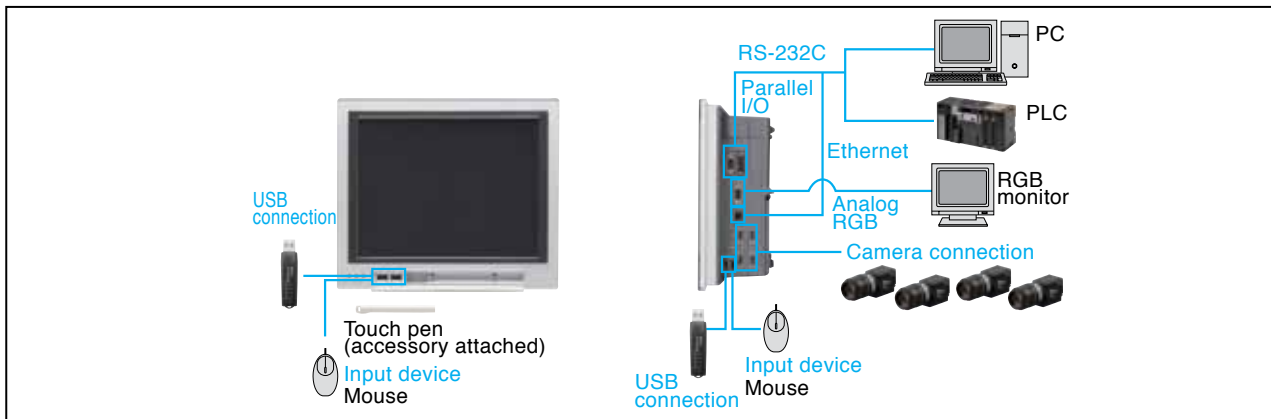 USB
connection
Touch pen
(accessory attached)
Input device
Mouse
RS-232C
Parallel
I/O
Ethernet
Analog
RGB
Camera connection
PC
PLC
RGB
monitor
USB
connection
Input device
Mouse